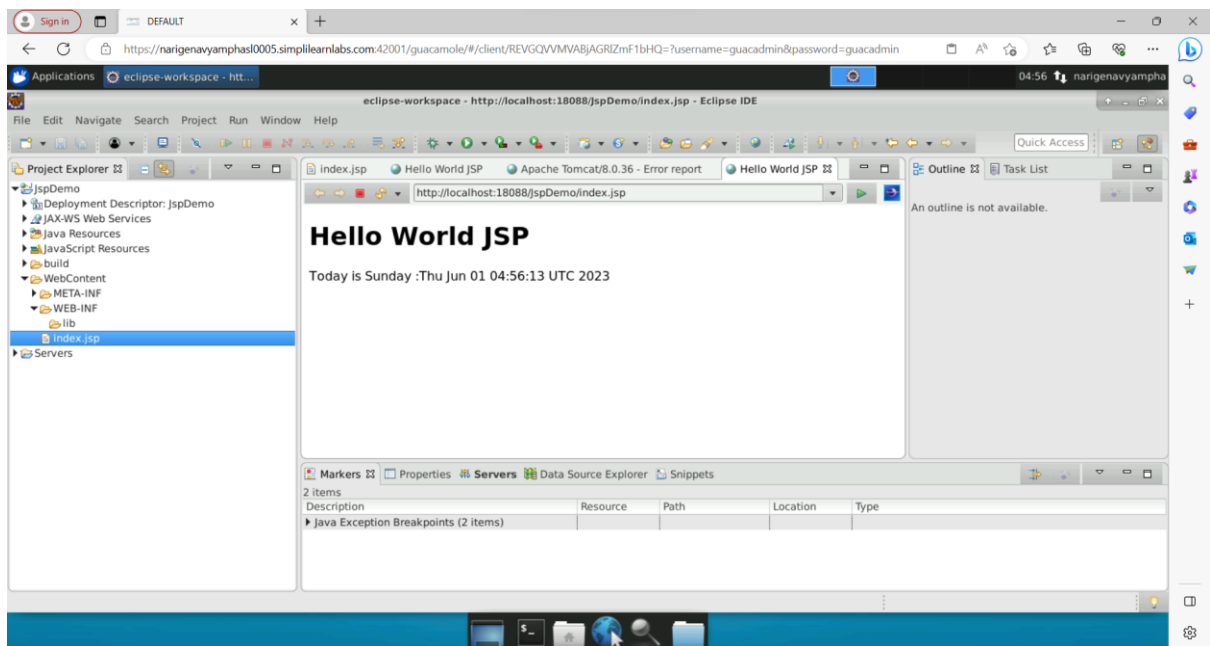 Sign in
DEFAULT
https://narigenavyamphasl0005.simplilearnlabs.com:42001/guacamole/#/client/REVGQVVMVABjAGRIZmF1bHQ=?username=guacadmin&password=guacadmin
Applications eclipse-workspace - htt...
04:56 narigenavyampha
eclipse-workspace - http://localhost:18088/JspDemo/index.jsp - Eclipse IDE
File Edit Navigate Search Project Run Window Help
Quick Access
Project Explorer
JspDemo
Deployment Descriptor: JspDemo
JAX-WS Web Services
Java Resources
JavaScript Resources
build
WebContent
META-INF
WEB-INF
lib
index.jsp
Servers
index.jsp Hello World JSP Apache Tomcat/8.0.36 - Error report Hello World JSP
http://localhost:18088/JspDemo/index.jsp
Hello World JSP
Today is Sunday :Thu Jun 01 04:56:13 UTC 2023
Outline Task List
An outline is not available.
Markers Properties Servers Data Source Explorer Snippets
2 items
Description Resource Path Location Type
Java Exception Breakpoints (2 items)